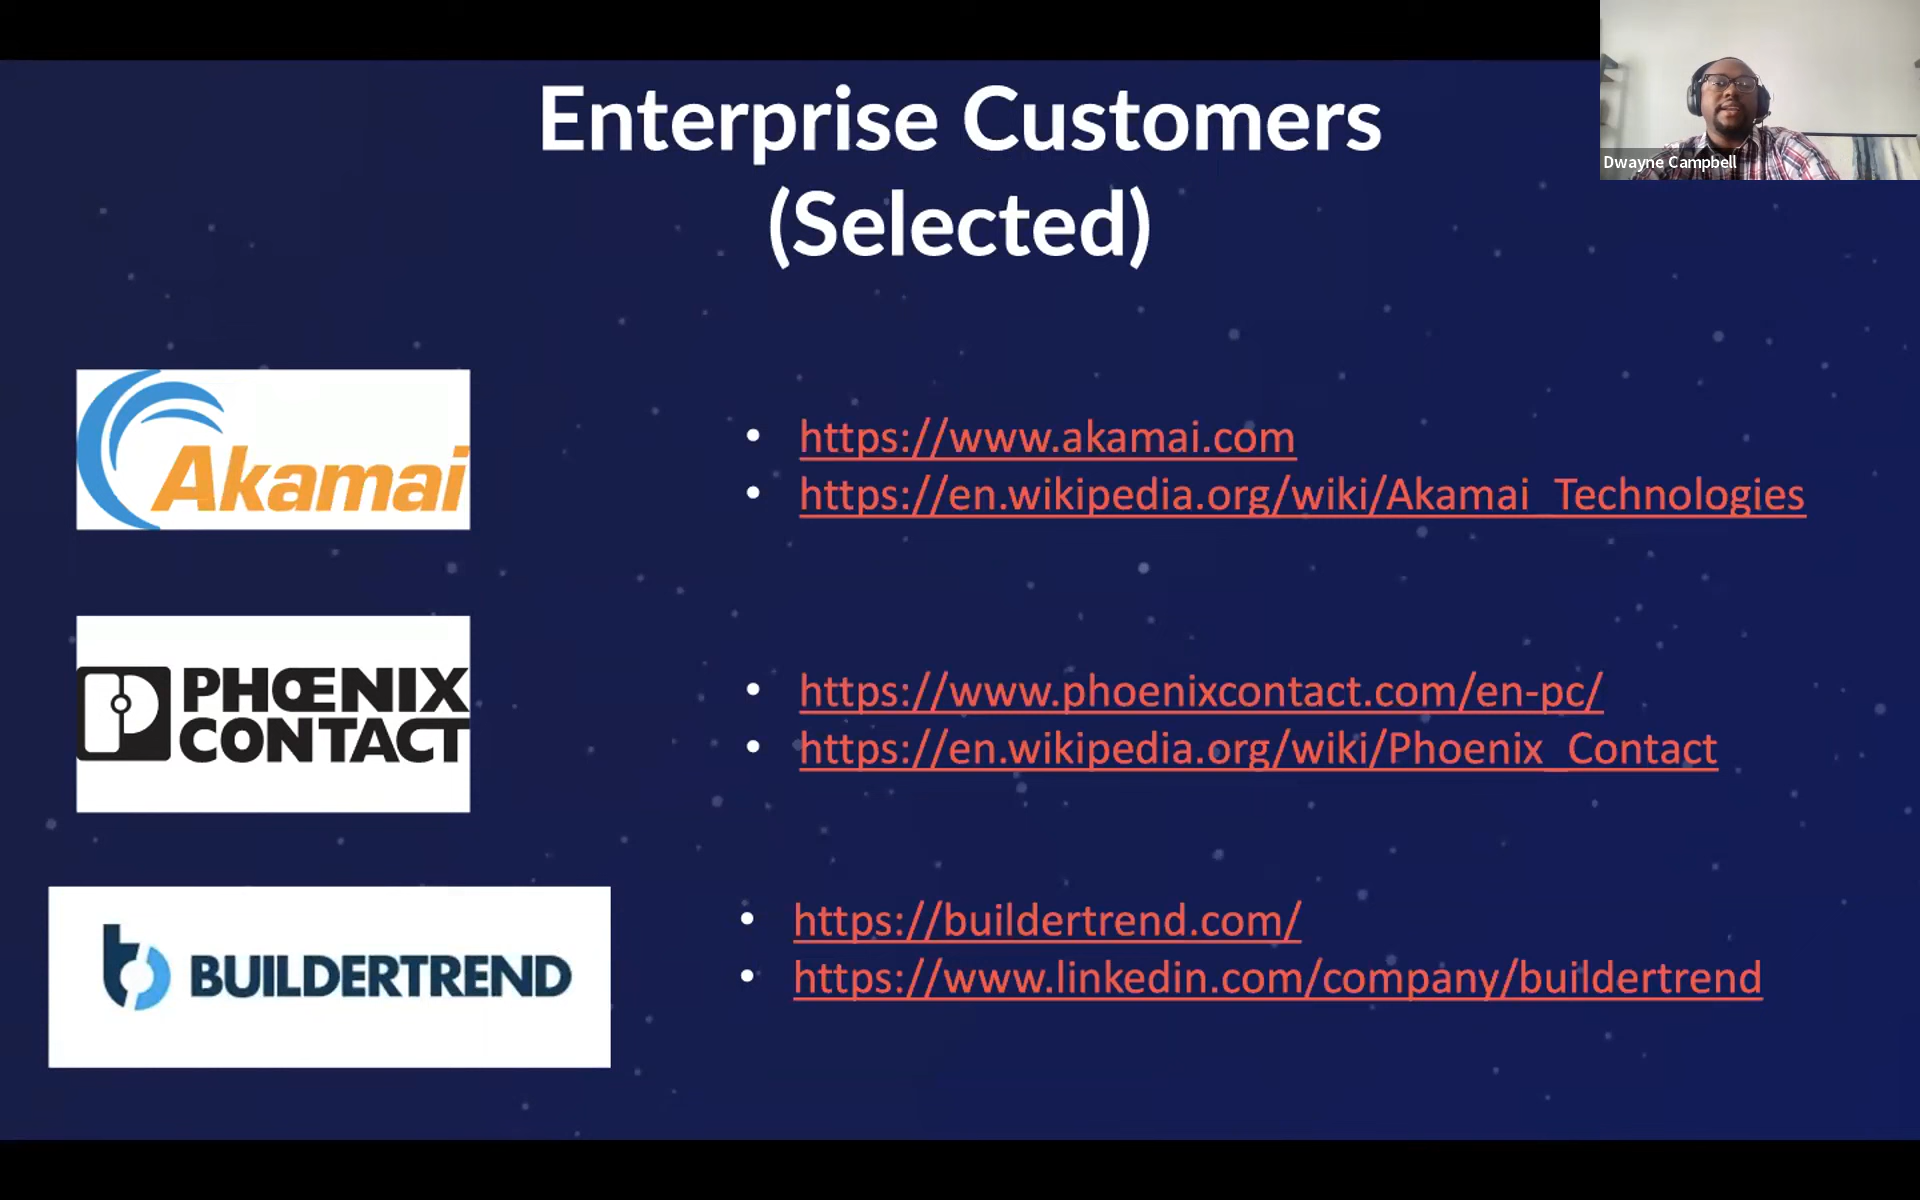 Enterprise Customers
(Selected)
Dwayne Campbell
Akamai
https://www.akamai.com
https://en.wikipedia.org/wiki/Akamai_Technologies
PHŒNIX
CONTACT
https://www.phoenixcontact.com/en-pc/
https://en.wikipedia.org/wiki/Phoenix_Contact
BUILDERTREND
https://buildertrend.com/
https://www.linkedin.com/company/buildertrend